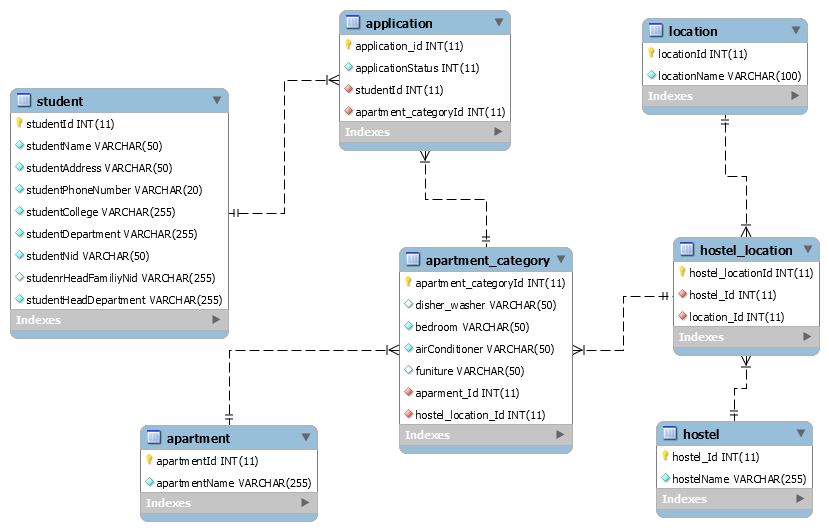 application
application_id INT(11)
applicationStatus INT(11)
studentId INT(11)
apartment_categoryId INT(11)
Indexes
location
locationId INT(11)
locationName VARCHAR(100)
Indexes
student
studentId INT(11)
studentName VARCHAR(50)
studentAddress VARCHAR(50)
studentPhoneNumber VARCHAR(20)
studentCollege VARCHAR(255)
studentDepartment VARCHAR(255)
studentNid VARCHAR(50)
studenrHeadFamiliyNid VARCHAR(255)
studentHeadDepartment VARCHAR(255)
Indexes
apartment_category
apartment_categoryId INT(11)
disher_washer VARCHAR(50)
bedroom VARCHAR(50)
airConditioner VARCHAR(50)
funiture VARCHAR(50)
aparment_Id INT(11)
hostel_location_Id INT(11)
Indexes
hostel_location
hostel_locationId INT(11)
hostel_Id INT(11)
location_Id INT(11)
Indexes
apartment
apartmentId INT(11)
apartmentName VARCHAR(255)
Indexes
hostel
hostel_Id INT(11)
hostelName VARCHAR(255)
Indexes